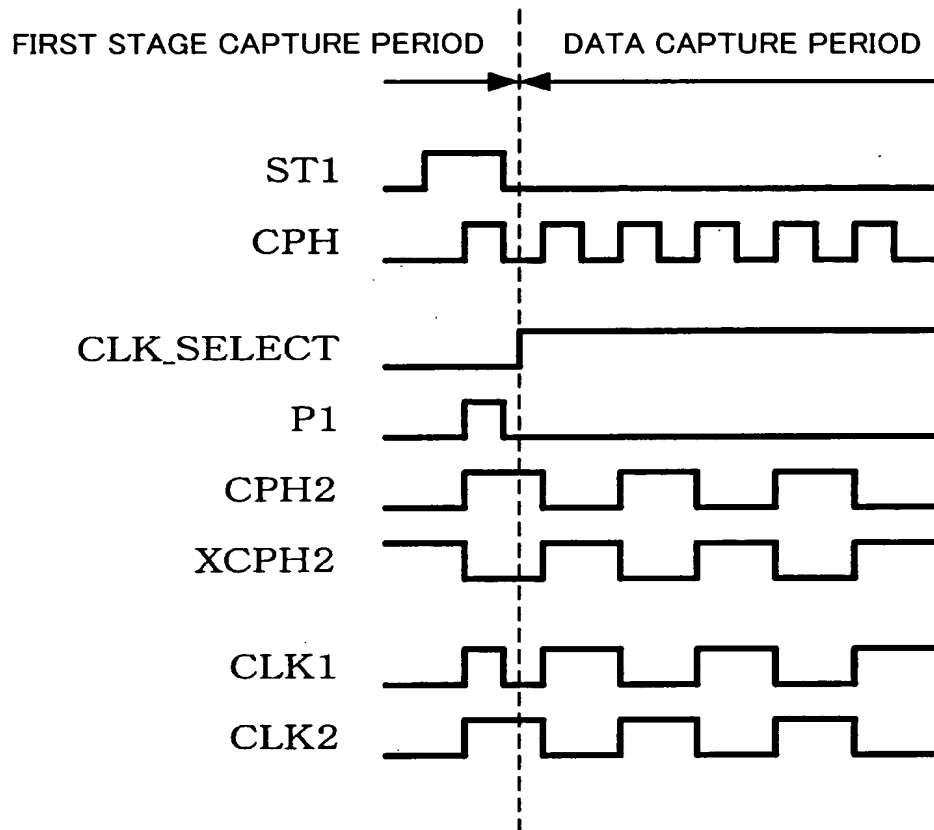 FIRST STAGE CAPTURE PERIOD DATA CAPTURE PERIOD
ST1
CPH
CLK_SELECT
P1
CPH2
XCPH2
CLK1
CLK2